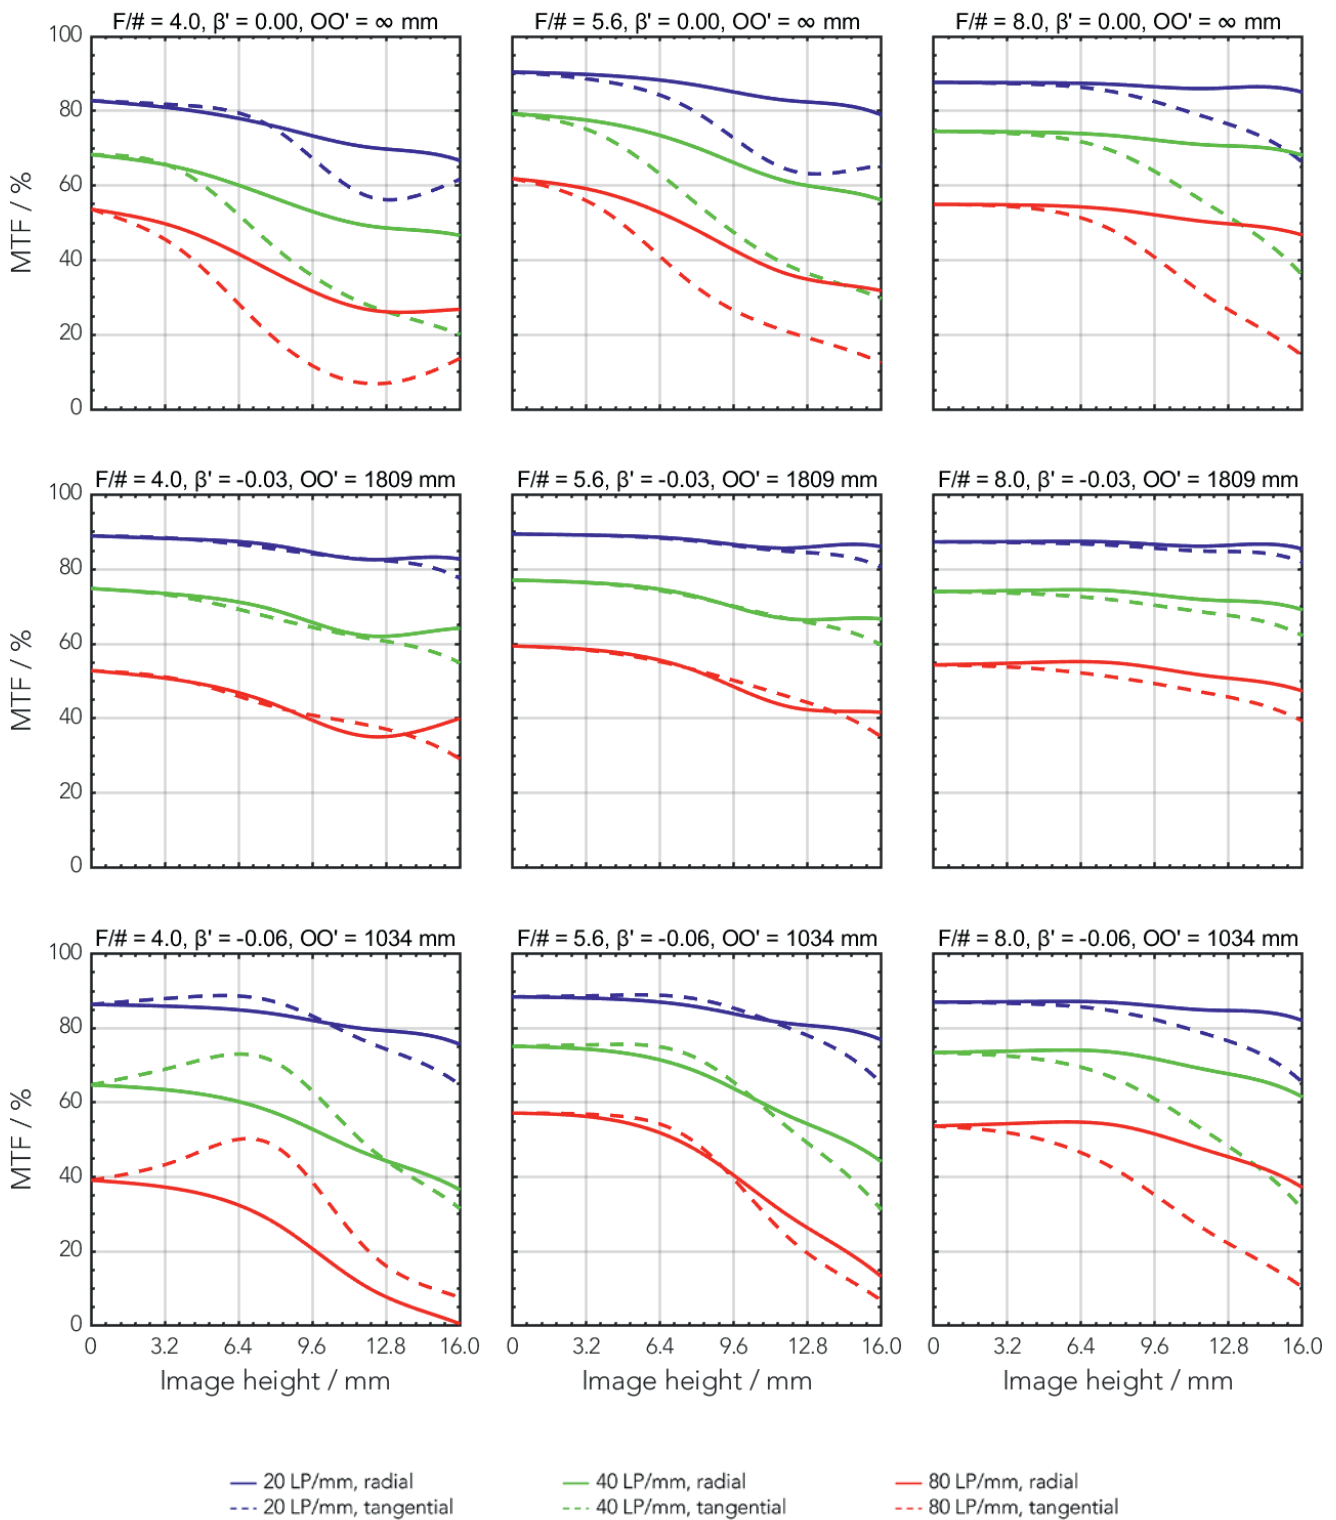 F/# = 4.0, β' = 0.00, OO' = ∞ mm
F/# = 5.6, β' = 0.00, OO' = ∞ mm
F/# = 8.0, β' = 0.00, OO' = ∞ mm
100
80
60
40
20
0
MTF / %
F/# = 4.0, β' = -0.03, OO' = 1809 mm
F/# = 5.6, β' = -0.03, OO' = 1809 mm
F/# = 8.0, β' = -0.03, OO' = 1809 mm
100
80
60
40
20
0
MTF / %
F/# = 4.0, β' = -0.06, OO' = 1034 mm
F/# = 5.6, β' = -0.06, OO' = 1034 mm
F/# = 8.0, β' = -0.06, OO' = 1034 mm
100
80
60
40
20
0
MTF / %
0 3.2 6.4 9.6 12.8 16.0
0 3.2 6.4 9.6 12.8 16.0
0 3.2 6.4 9.6 12.8 16.0
Image height / mm
Image height / mm
Image height / mm
20 LP/mm, radial
20 LP/mm, tangential
40 LP/mm, radial
40 LP/mm, tangential
80 LP/mm, radial
80 LP/mm, tangential